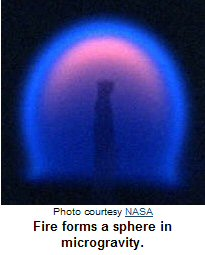 Photo courtesy NASA
Fire forms a sphere in
microgravity.